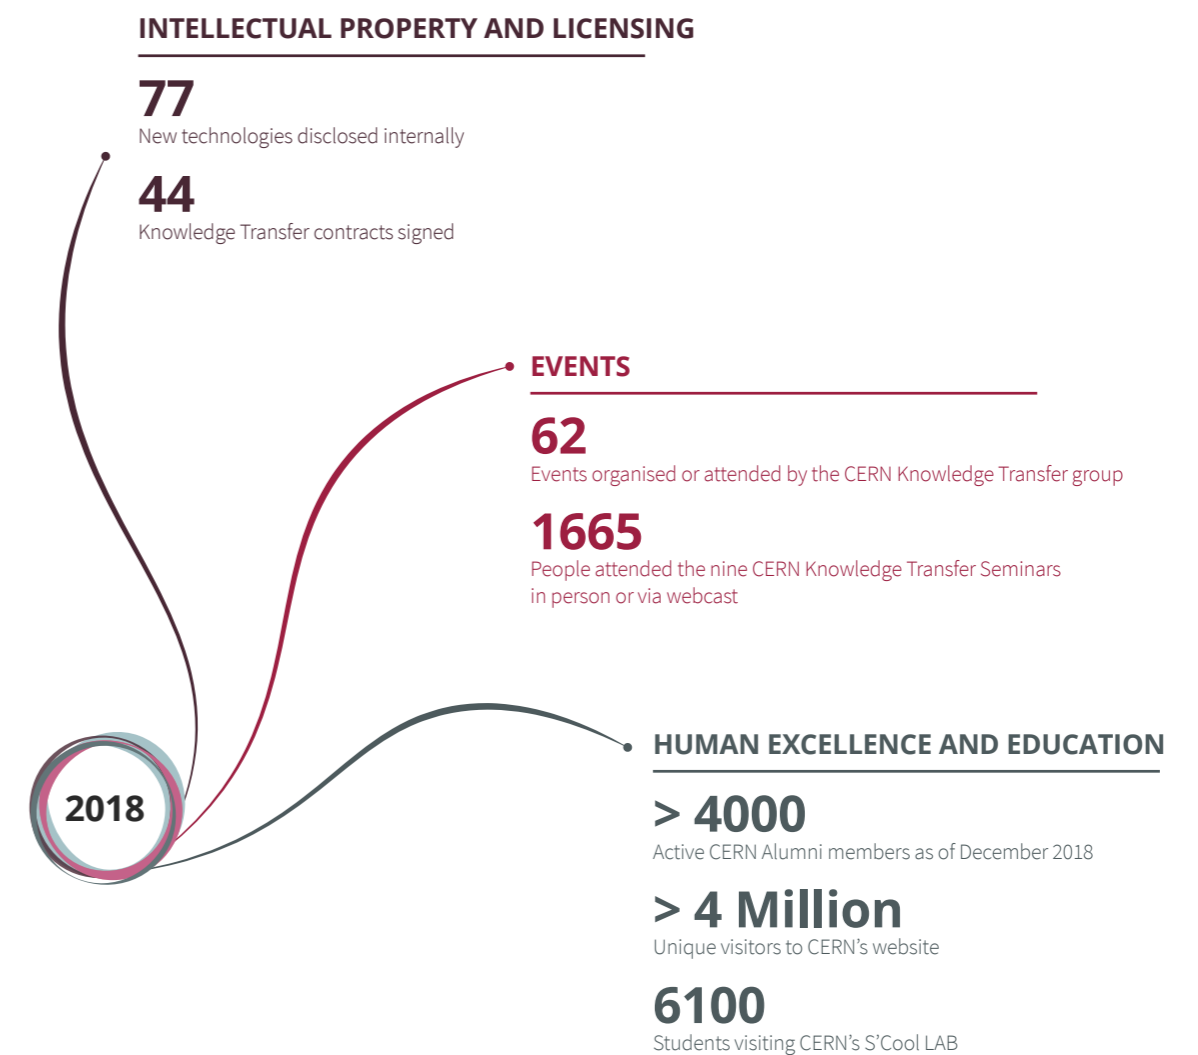 INTELLECTUAL PROPERTY AND LICENSING
77
New technologies disclosed internally
44
Knowledge Transfer contracts signed
EVENTS
62
Events organised or attended by the CERN Knowledge Transfer group
1665
People attended the nine CERN Knowledge Transfer Seminars
in person or via webcast
2018
HUMAN EXCELLENCE AND EDUCATION
> 4000
Active CERN Alumni members as of December 2018
> 4 Million
Unique visitors to CERN’s website
6100
Students visiting CERN’s S’Cool LAB